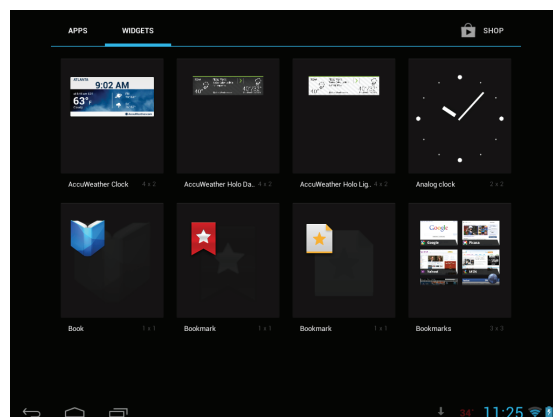 APPS WIDGETS SHOP
ATLANTA
9:02 AM
63°F
AccuWeather Clock 4 x 2
AccuWeather Holo Da.. 4 x 2
AccuWeather Holo Lig.. 4 x 2
Analog clock 2 x 2
Google
Picasa
Yahoo!
MSN
Book 1 x 1
Bookmark 1 x 1
Bookmark 1 x 1
Bookmarks 3 x 3
34° 11:25